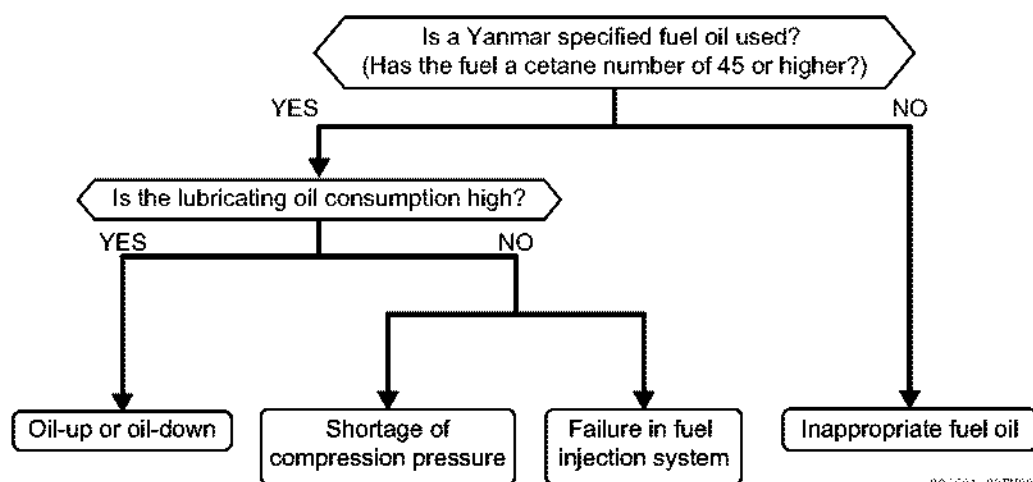 Is a Yanmar specified fuel oil used?
(Has the fuel a cetane number of 45 or higher?)
YES
NO
Is the lubricating oil consumption high?
YES
NO
Oil-up or oil-down
Shortage of
compression pressure
Failure in fuel
injection system
Inappropriate fuel oil